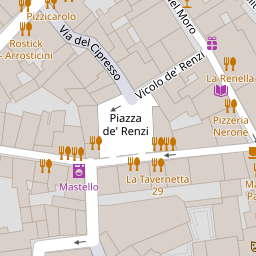 Pizzicarolo
Rostick
- Arrosticini
Via del Cipresso
del Moro
Vicolo de' Renzi
La Renella
Pizzeria
Nerone
Piazza
de' Renzi
Mastello
La Tavernetta
29